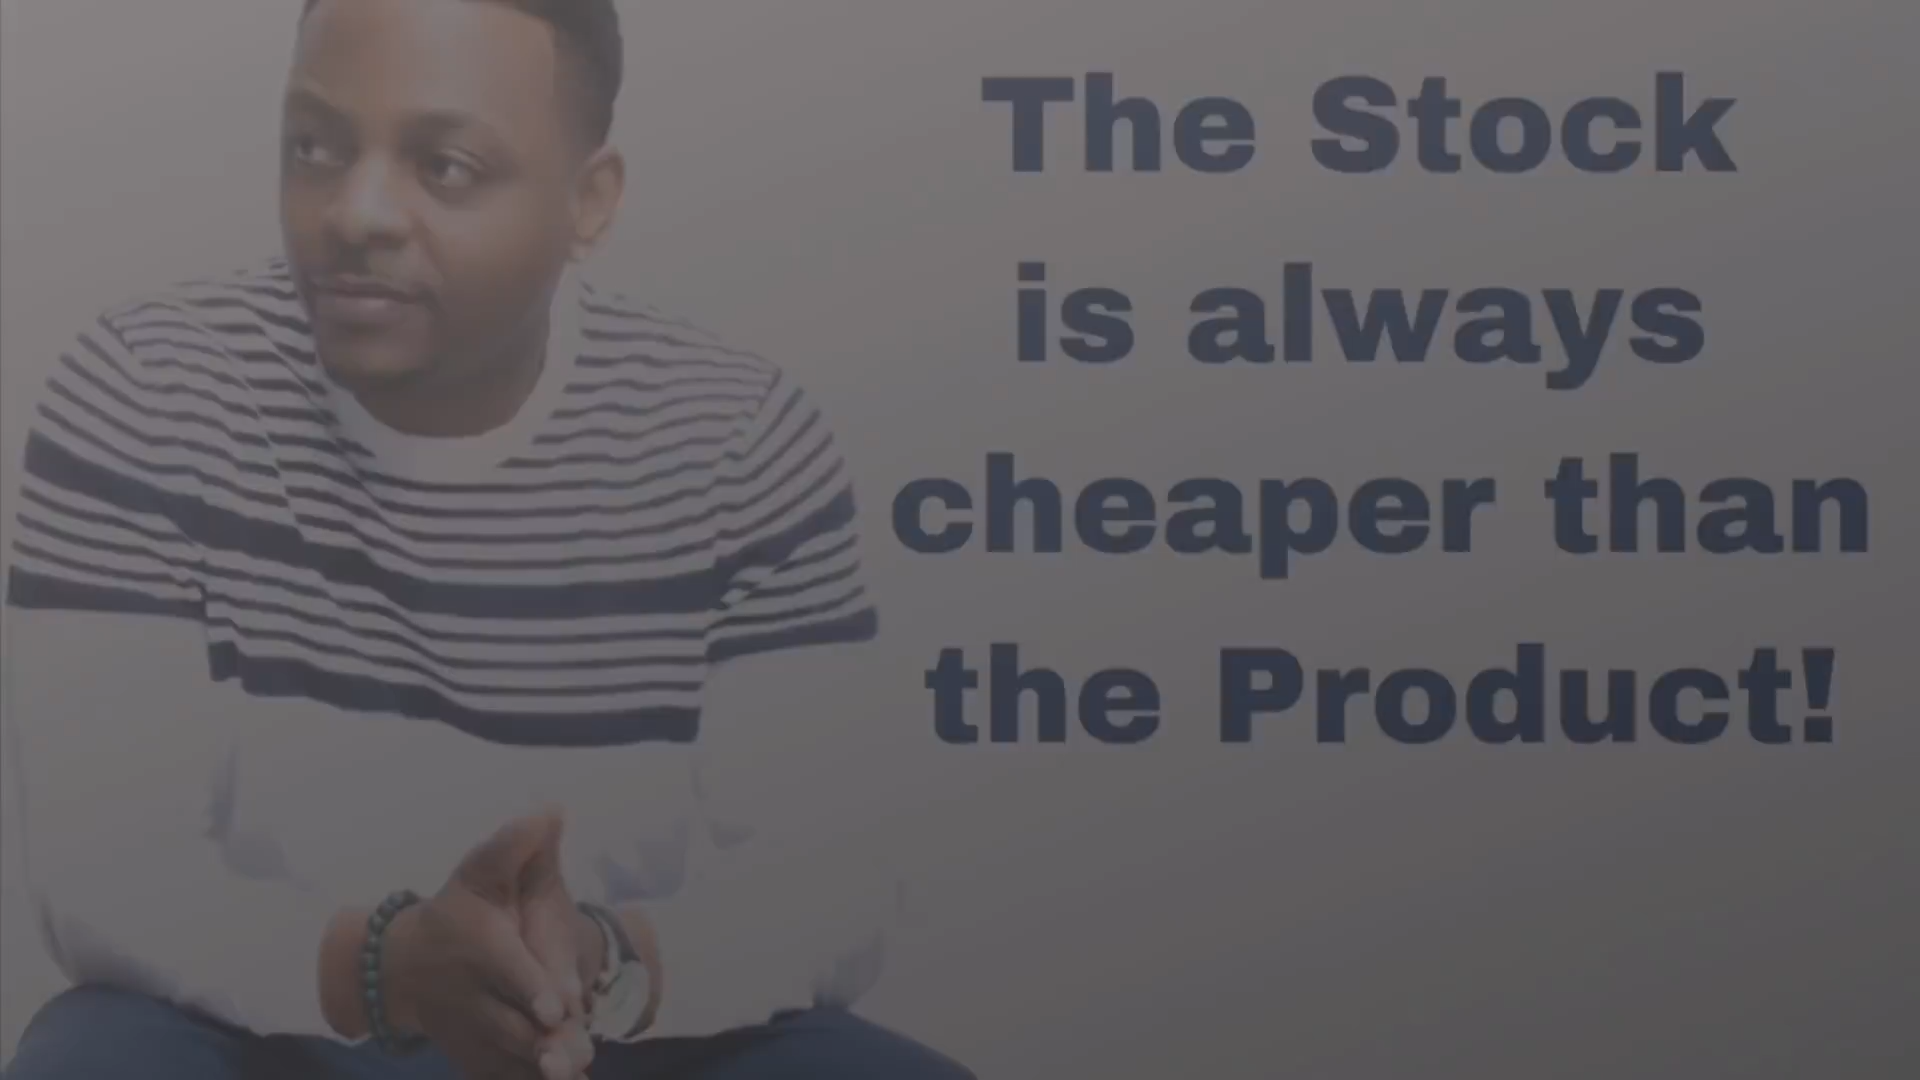 The Stock
is always
cheaper than
the Product!